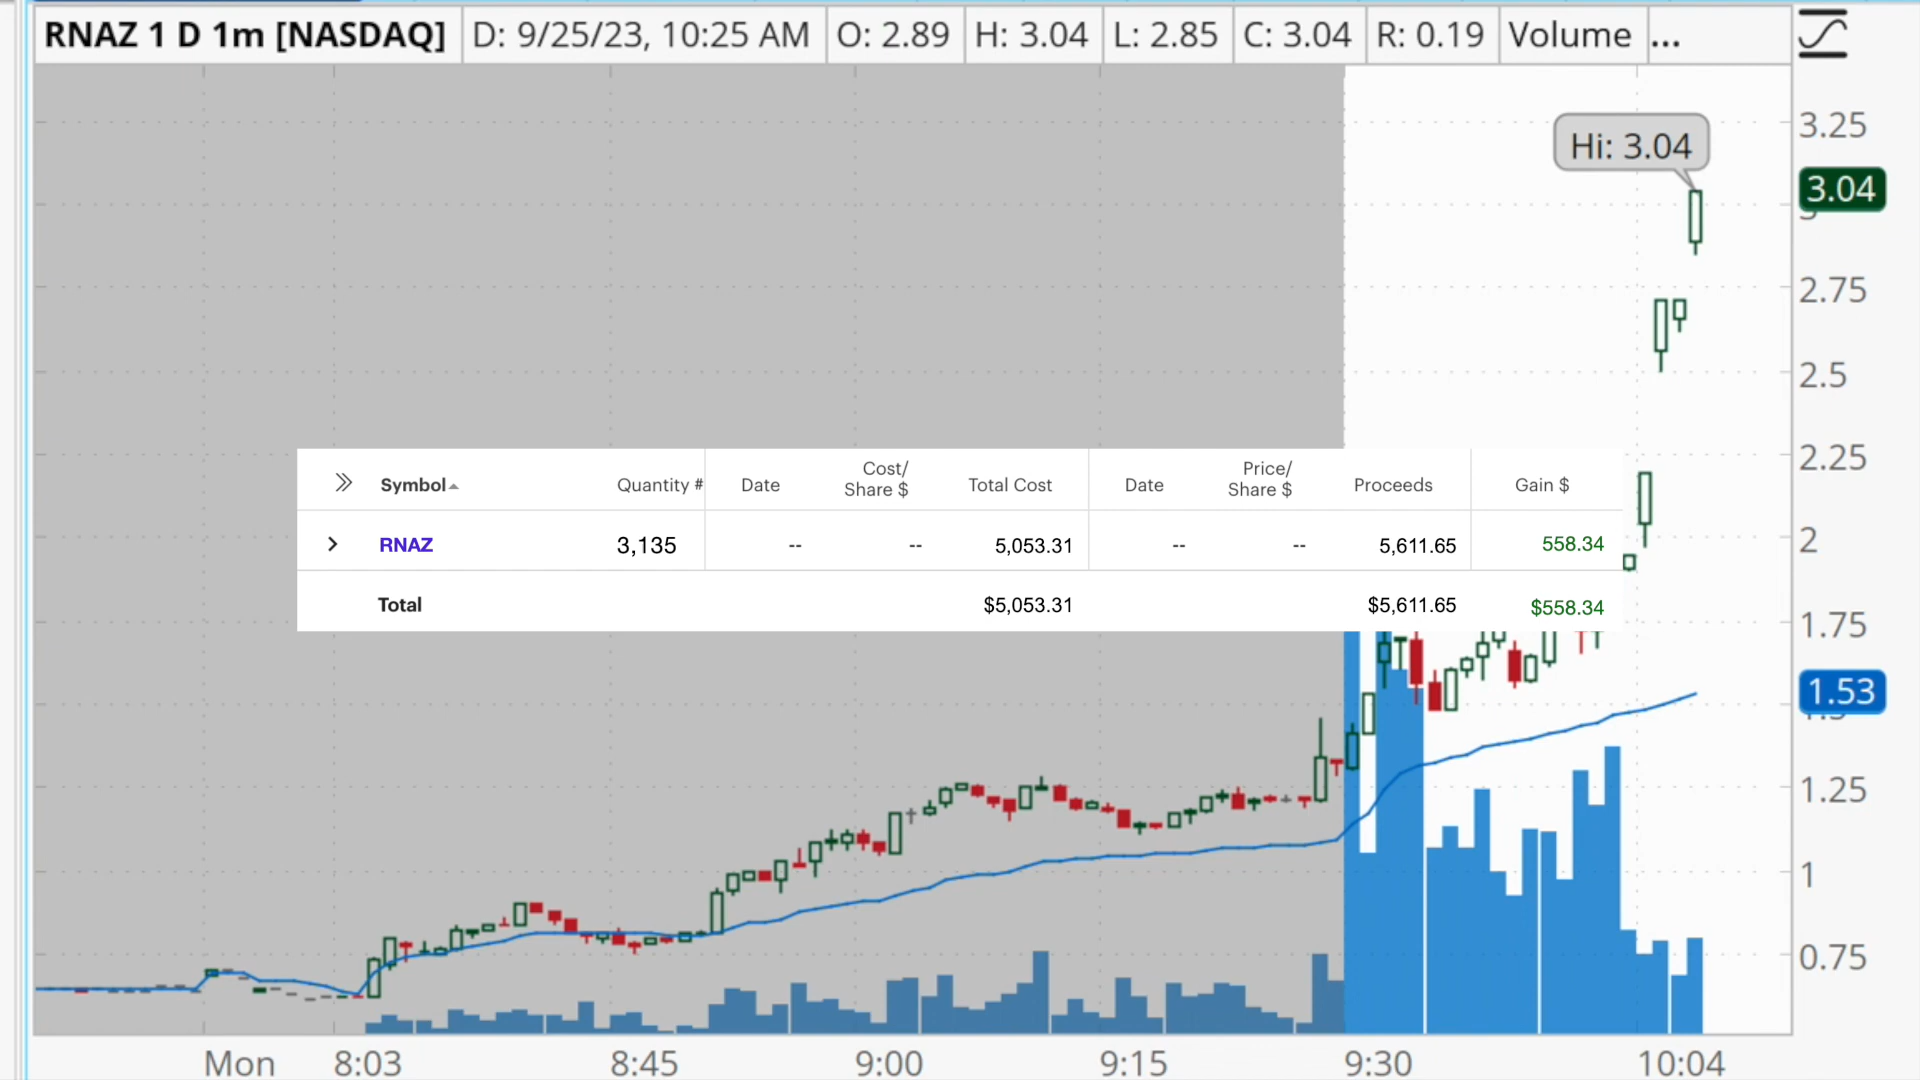 RNAZ 1 D 1m [NASDAQ] D: 9/25/23, 10:25 AM O: 2.89 H: 3.04 L: 2.85 C: 3.04 R: 0.19 Volume ...
3.25
Hi: 3.04
3.04
2.75
2.5
2.25
Symbol Quantity # Date Cost/ Share $ Total Cost Date Price/ Share $ Proceeds Gain $
RNAZ 3,135 -- -- 5,053.31 -- -- 5,611.65 558.34
2
Total $5,053.31 $5,611.65 $558.34
1.75
1.53
1.25
1
0.75
Mon 8:03 8:45 9:00 9:15 9:30 10:04